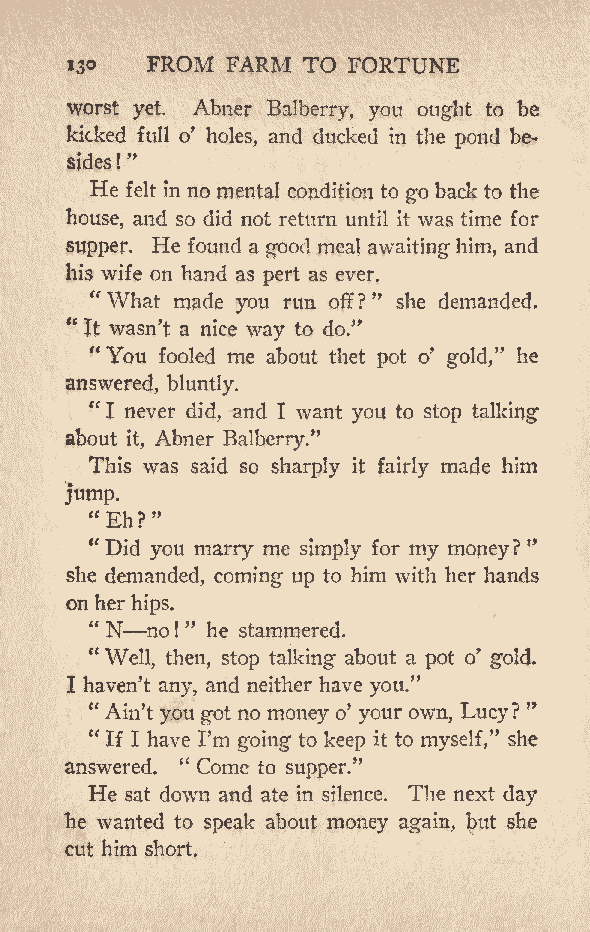 130 FROM FARM TO FORTUNE
worst yet. Abner Balberry, you ought to be
kicked full o' holes, and ducked in the pond be-
sides!"
He felt in no mental condition to go back to the
house, and so did not return until it was time for
supper. He found a good meal awaiting him, and
his wife on hand as pert as ever.
"What made you run off?" she demanded.
"It wasn't a nice way to do."
"You fooled me about thet pot o' gold," he
answered, bluntly.
"I never did, and I want you to stop talking
about it, Abner Balberry."
This was said so sharply it fairly made him
jump.
"Eh?"
"Did you marry me simply for my money?"
she demanded, coming up to him with her hands
on her hips.
"N—no!" he stammered.
"Well, then, stop talking about a pot o' gold.
I haven't any, and neither have you."
"Ain't you got no money o' your own, Lucy?"
"If I have I'm going to keep it to myself," she
answered. "Come to supper."
He sat down and ate in silence. The next day
he wanted to speak about money again, but she
cut him short.